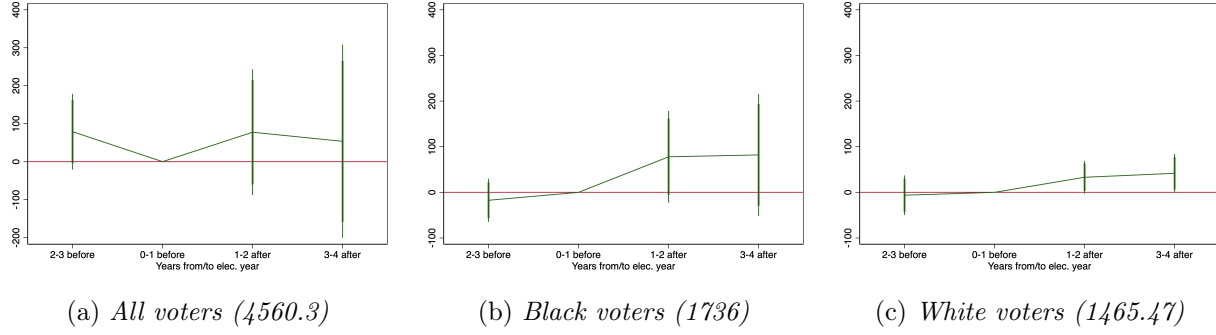 400
300
200
100
0
-100
-200
2-3 before 0-1 before 1-2 after 3-4 after
Years from/to elec. year
(a) All voters (4560.3)
400
300
200
100
0
-100
2-3 before 0-1 before 1-2 after 3-4 after
Years from/to elec. year
(b) Black voters (1736)
400
300
200
100
0
-100
2-3 before 0-1 before 1-2 after 3-4 after
Years from/to elec. year
(c) White voters (1465.47)